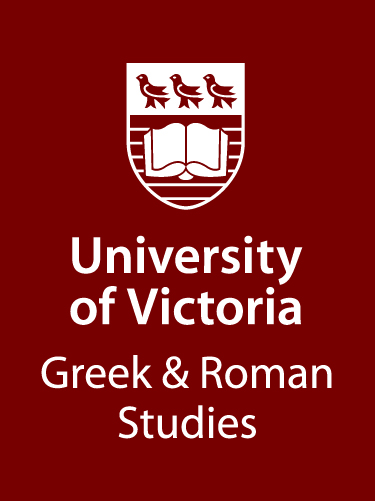 University
of Victoria
Greek & Roman
Studies